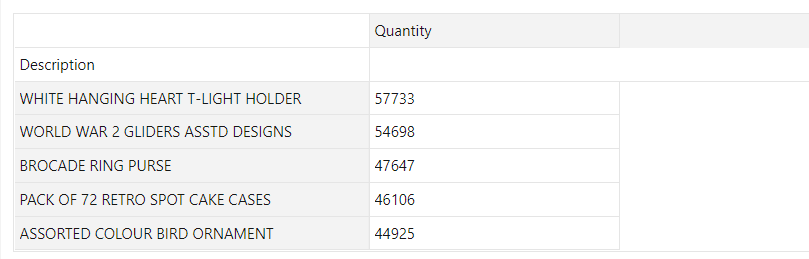 Quantity
Description
WHITE HANGING HEART T-LIGHT HOLDER 57733
WORLD WAR 2 GLIDERS ASSTD DESIGNS 54698
BROCADE RING PURSE 47647
PACK OF 72 RETRO SPOT CAKE CASES 46106
ASSORTED COLOUR BIRD ORNAMENT 44925